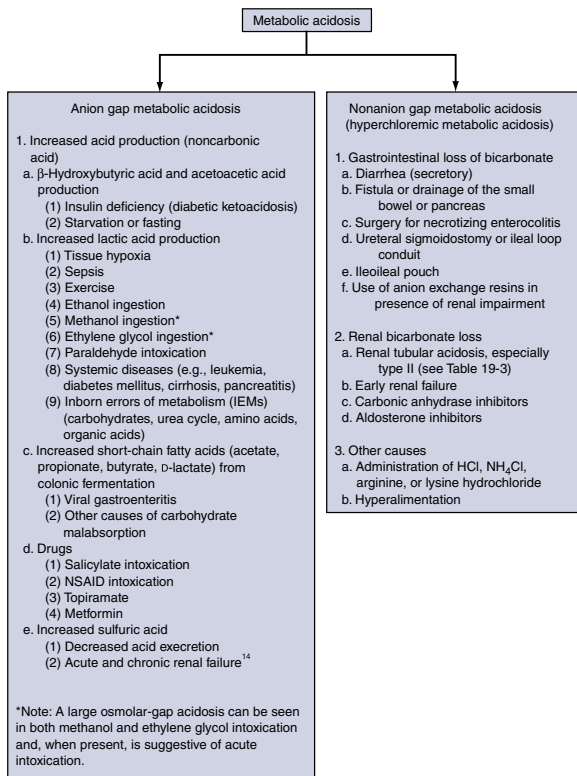 Metabolic acidosis
Anion gap metabolic acidosis
1. Increased acid production (noncarbonic
acid)
a. β-Hydroxybutyric acid and acetoacetic acid
production
(1) Insulin deficiency (diabetic ketoacidosis)
(2) Starvation or fasting
b. Increased lactic acid production
(1) Tissue hypoxia
(2) Sepsis
(3) Exercise
(4) Ethanol ingestion
(5) Methanol ingestion*
(6) Ethylene glycol ingestion*
(7) Paraldehyde intoxication
(8) Systemic diseases (e.g., leukemia,
diabetes mellitus, cirrhosis, pancreatitis)
(9) Inborn errors of metabolism (IEMs)
(carbohydrates, urea cycle, amino acids,
organic acids)
c. Increased short-chain fatty acids (acetate,
propionate, butyrate, D-lactate) from
colonic fermentation
(1) Viral gastroenteritis
(2) Other causes of carbohydrate
malabsorption
d. Drugs
(1) Salicylate intoxication
(2) NSAID intoxication
(3) Topiramate
(4) Metformin
e. Increased sulfuric acid
(1) Decreased acid execretion
(2) Acute and chronic renal failure14
*Note: A large osmolar-gap acidosis can be seen
in both methanol and ethylene glycol intoxication
and, when present, is suggestive of acute
intoxication.
Nonanion gap metabolic acidosis
(hyperchloremic metabolic acidosis)
1. Gastrointestinal loss of bicarbonate
a. Diarrhea (secretory)
b. Fistula or drainage of the small
bowel or pancreas
c. Surgery for necrotizing enterocolitis
d. Ureteral sigmoidostomy or ileal loop
conduit
e. Ileoileal pouch
f. Use of anion exchange resins in
presence of renal impairment
2. Renal bicarbonate loss
a. Renal tubular acidosis, especially
type II (see Table 19-3)
b. Early renal failure
c. Carbonic anhydrase inhibitors
d. Aldosterone inhibitors
3. Other causes
a. Administration of HCl, NH4Cl,
arginine, or lysine hydrochloride
b. Hyperalimentation